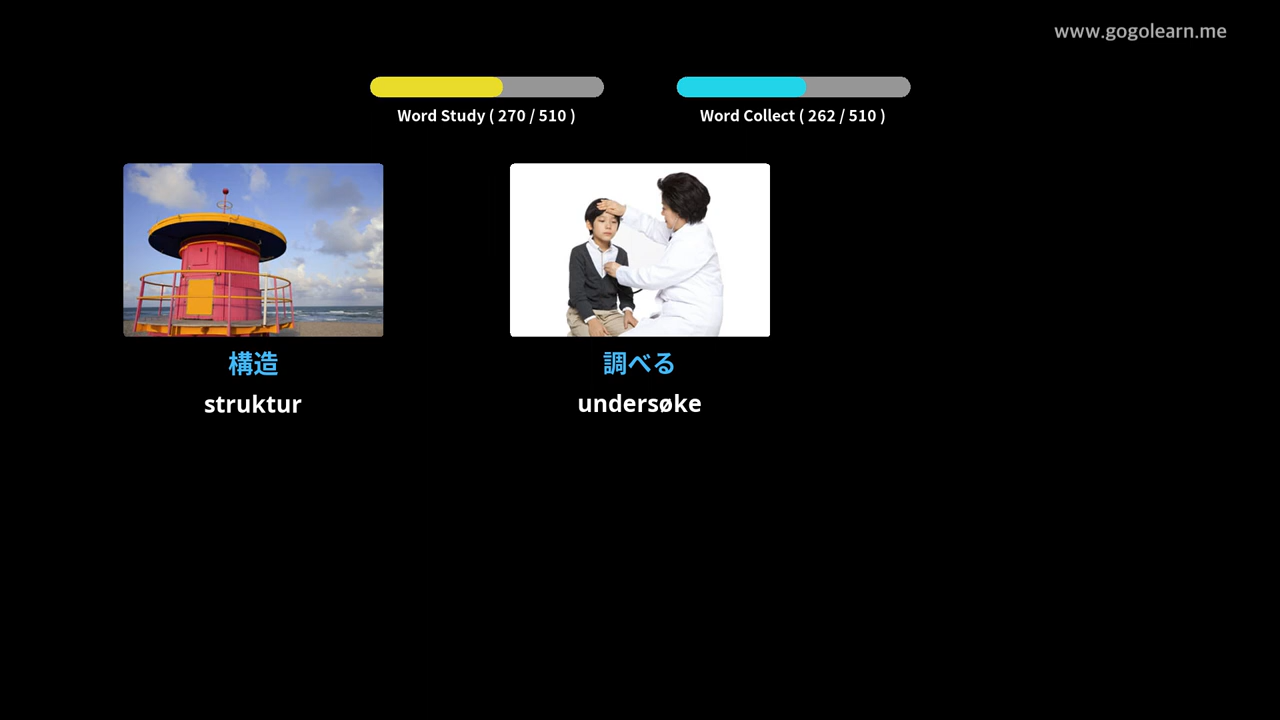 www.gogolearn.me
Word Study ( 270 / 510 )
Word Collect ( 262 / 510 )
構造
調べる
struktur
undersøke